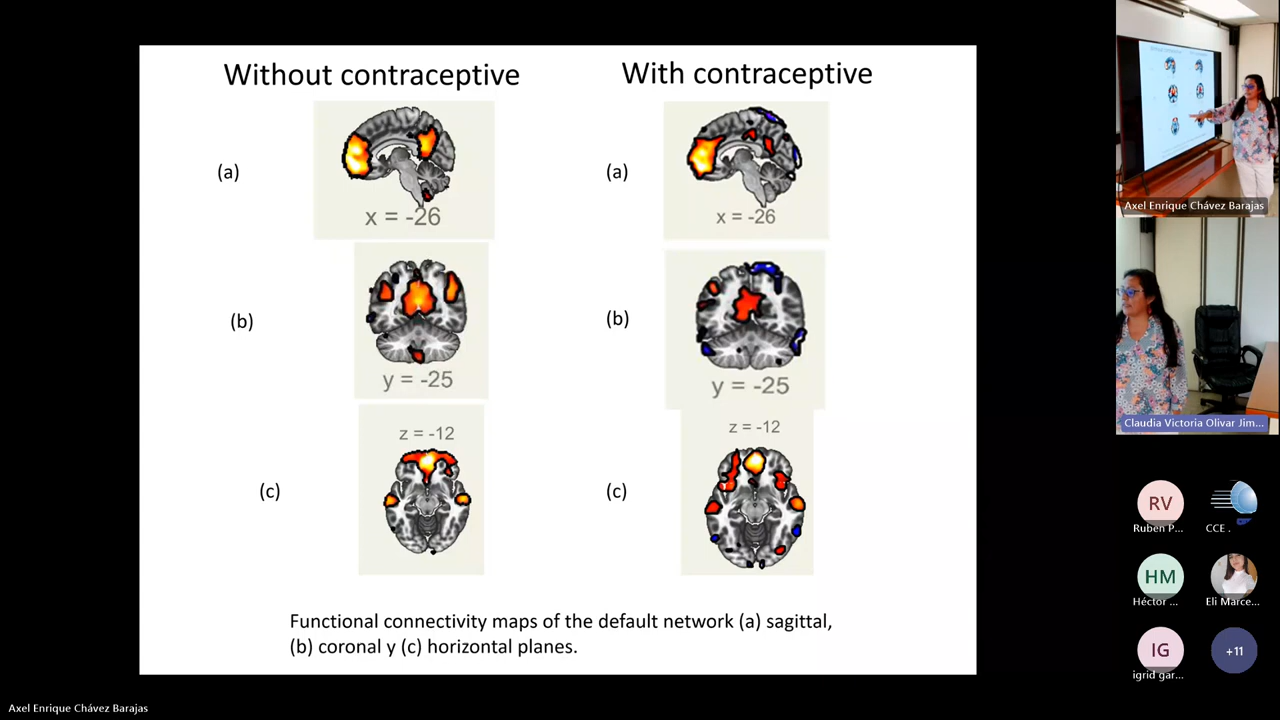 Without contraceptive
With contraceptive
(a)
x = -26
(a)
x = -26
(b)
y = -25
(b)
y = -25
(c)
z = -12
(c)
z = -12
Functional connectivity maps of the default network (a) sagittal,
(b) coronal y (c) horizontal planes.
Axel Enrique Chávez Barajas
Claudia Victoria Olivar Jim...
RV
Ruben P...
CCE .
HM
Héctor ...
Eli Marce...
IG
igrid gar...
+11
Axel Enrique Chávez Barajas